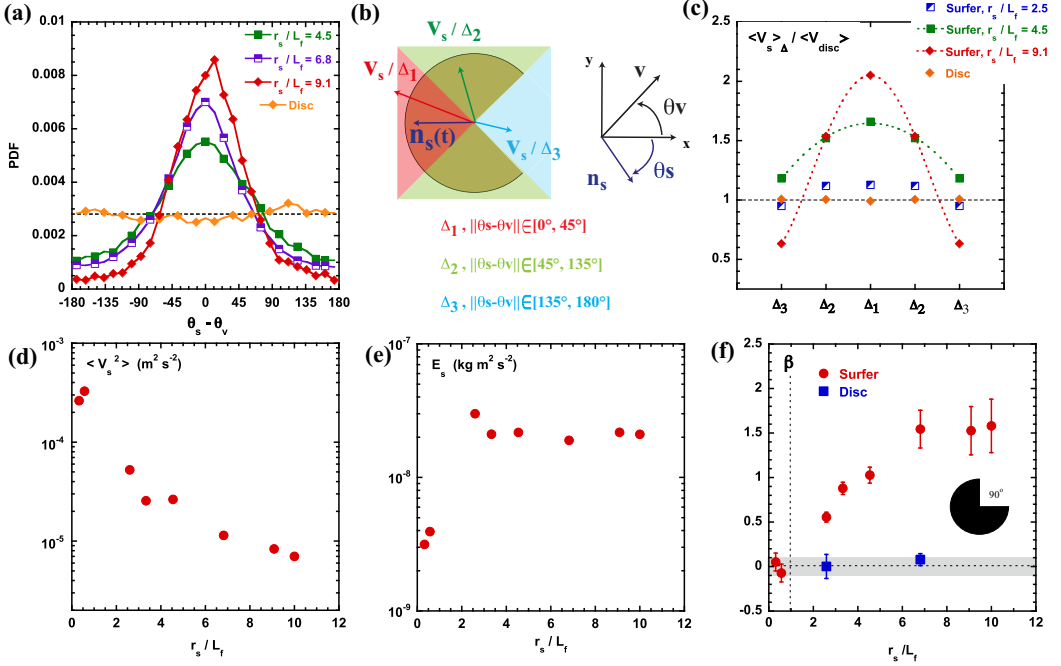 (a)
r_s / L_f = 4.5
r_s / L_f = 6.8
r_s / L_f = 9.1
Disc
PDF
0.01
0.008
0.006
0.004
0.002
0
-180 -135 -90 -45 0 45 90 135 180
θ_s - θ_v
(b)
v_s / Δ_2
v_s / Δ_1
n_s(t)
v_s / Δ_3
y
v
θv
x
θs
n_s
Δ_1 , ||θs-θv||∈[0°, 45°]
Δ_2 , ||θs-θv||∈[45°, 135°]
Δ_3 , ||θs-θv||∈[135°, 180°]
(c)
Surfer, r_s / L_f = 2.5
Surfer, r_s / L_f = 4.5
Surfer, r_s / L_f = 9.1
Disc
<V_s>_Δ / <V_disc>
2.5
2
1.5
1
0.5
Δ_3 Δ_2 Δ_1 Δ_2 Δ_3
(d)
<V_s^2> (m^2 s^-2)
10^-3
10^-4
10^-5
0 2 4 6 8 10 12
r_s / L_f
(e)
E_s (kg m^2 s^-2)
10^-7
10^-8
10^-9
0 2 4 6 8 10 12
r_s / L_f
(f)
β
Surfer
Disc
90°
2.5
2
1.5
1
0.5
0
-0.5
0 2 4 6 8 10 12
r_s /L_f